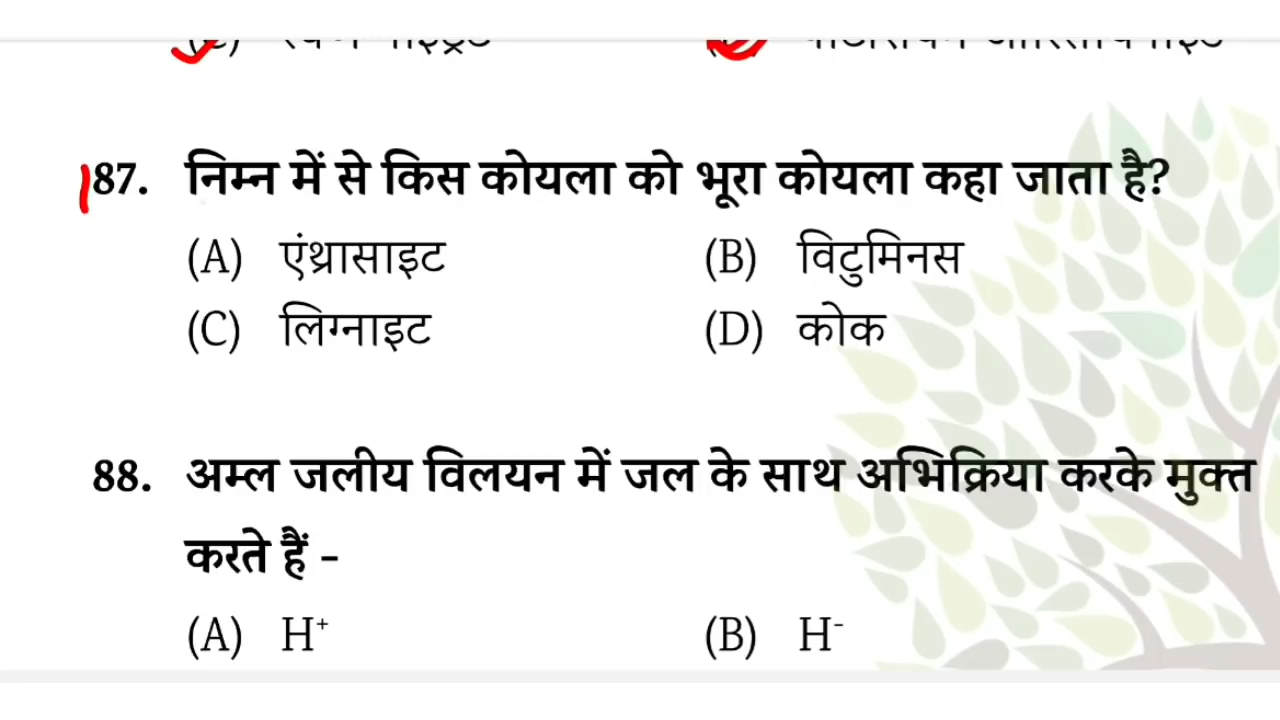 87. निम्न में से किस कोयला को भूरा कोयला कहा जाता है?
(A) एंथ्रासाइट (B) विटुमिनस
(C) लिग्नाइट (D) कोक
88. अम्ल जलीय विलयन में जल के साथ अभिक्रिया करके मुक्त
करते हैं -
(A) H⁺ (B) H⁻